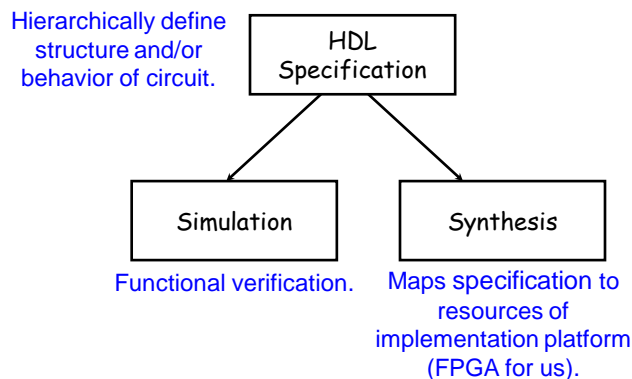 Hierarchically define
structure and/or
behavior of circuit.
HDL
Specification
Simulation
Synthesis
Functional verification.
Maps specification to
resources of
implementation platform
(FPGA for us).